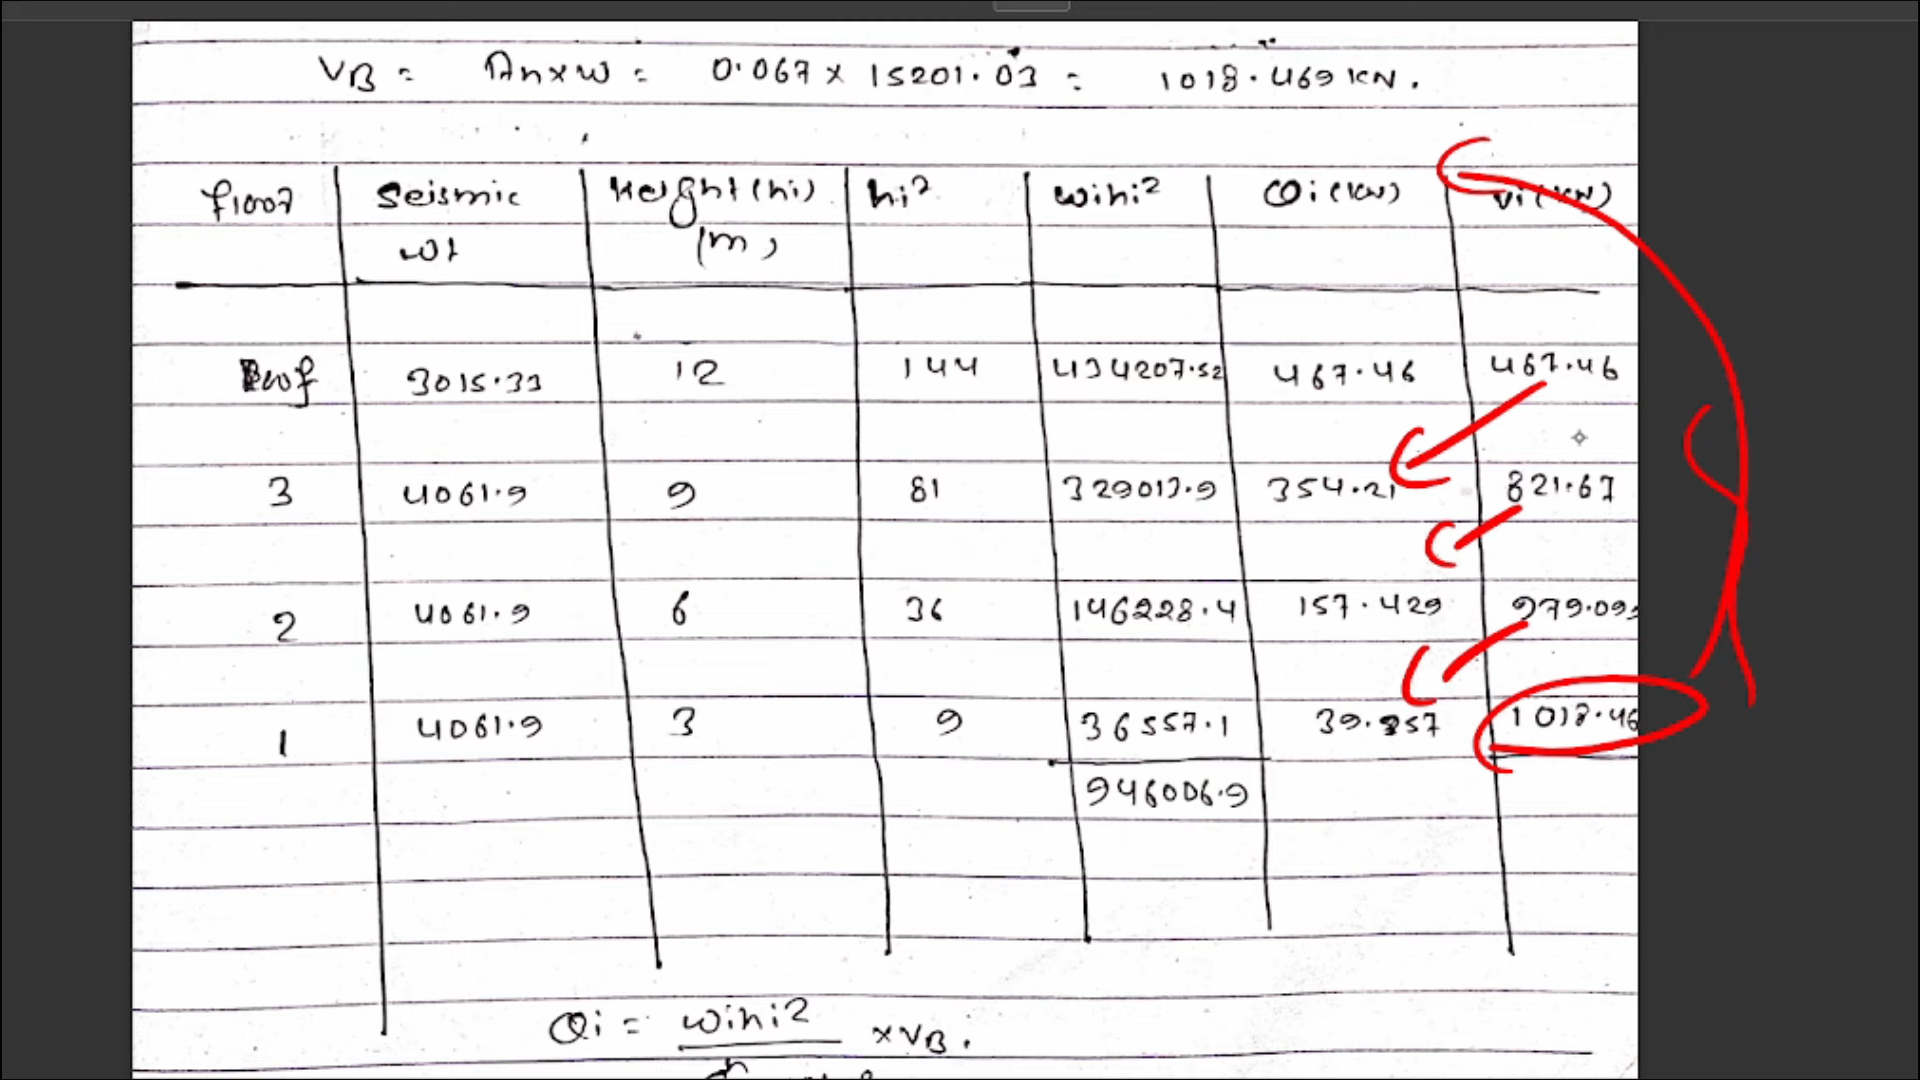 VB = Anxw = 0.067 x 15201.03 = 1018.469 KN.
floor Seismic wt Height (hi) (m) hi² wihi² Qi (KN) Vi (KN)
Roof 3015.33 12 144 434207.52 467.46 467.46
3 4061.9 9 81 329013.9 354.21 821.67
2 4061.9 6 36 146228.4 157.429 979.09
1 4061.9 3 9 36557.1 39.357 1018.46
946006.9
Qi = wihi² x VB.